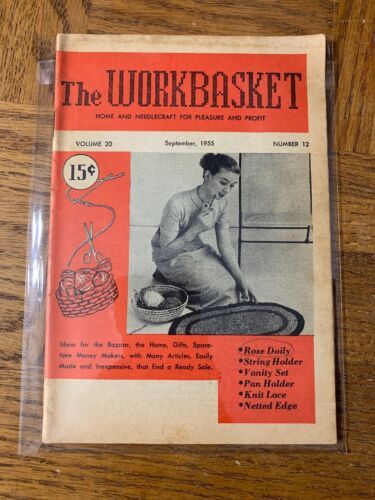 The WORKBASKET
HOME AND NEEDLECRAFT FOR PLEASURE AND PROFIT
VOLUME 20 September, 1955 NUMBER 12
15¢
Ideas for the Bazaar, the Home, Gifts, Spare-
time Money Makers, with Many Articles, Easily
Made and Inexpensive, that find a Ready Sale.
•Rose Doily
•String Holder
•Vanity Set
•Pan Holder
•Knit Lace
•Netted Edge